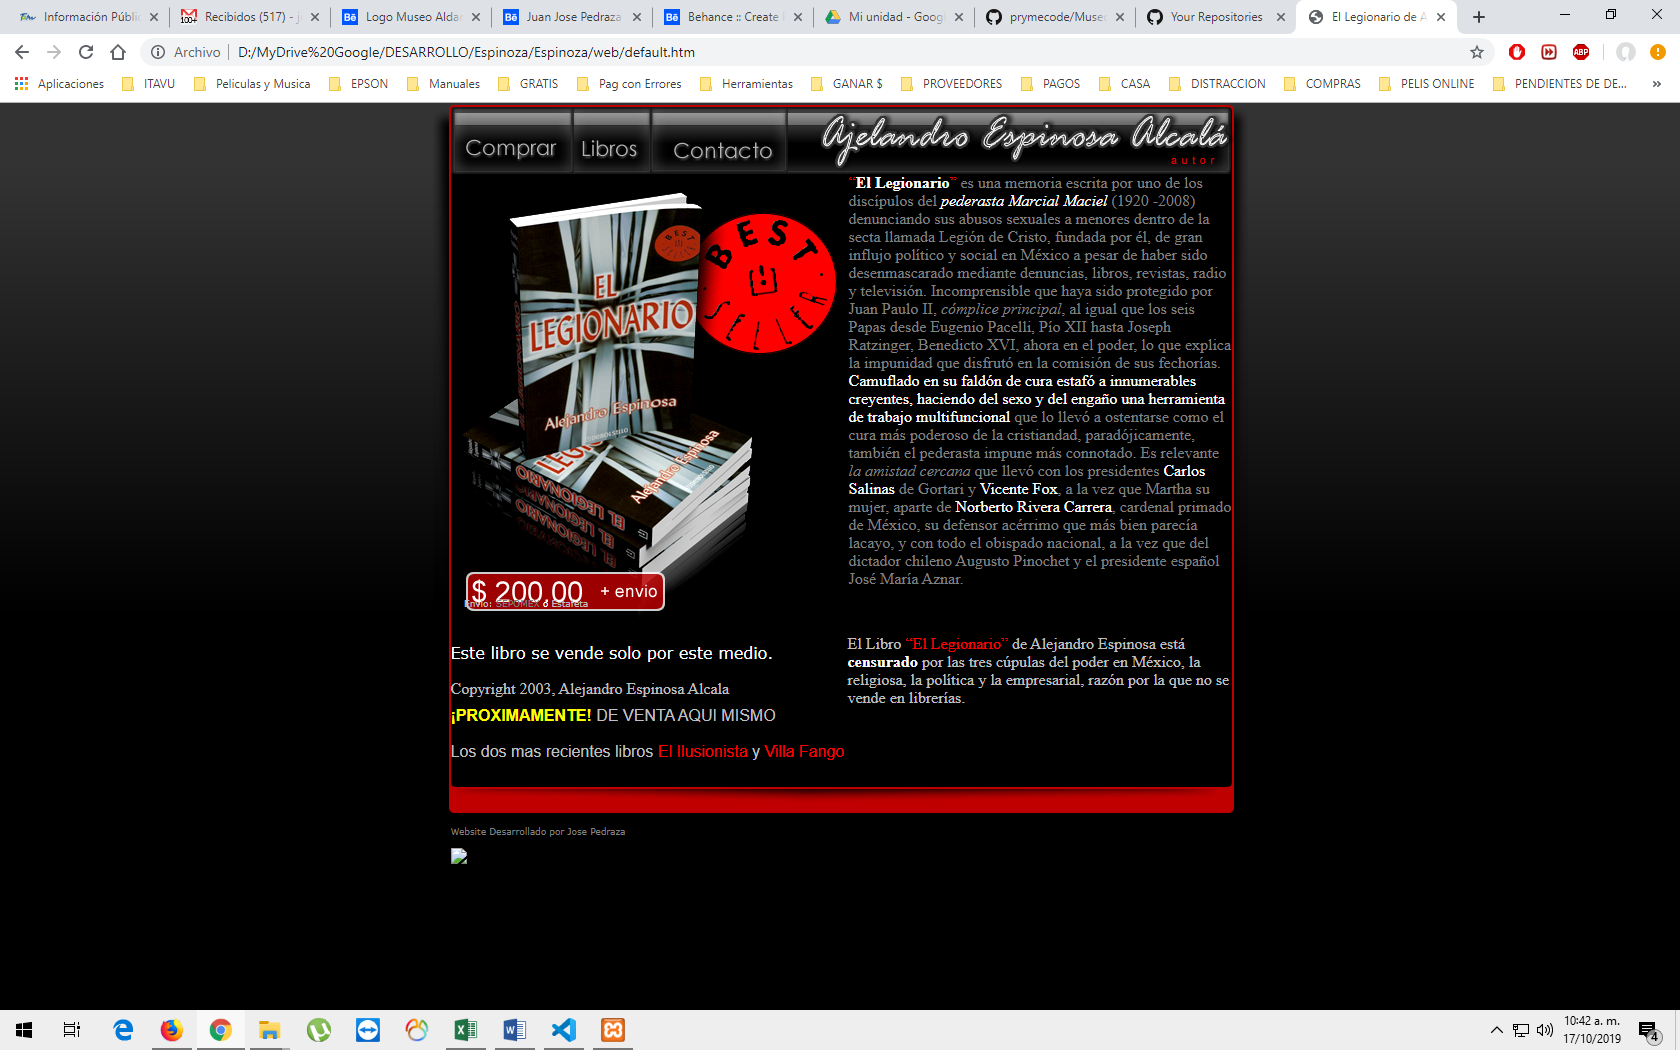 Información Públi
Recibidos (517) - j
Logo Museo Aldar
Juan Jose Pedraza
Behance :: Create
Mi unidad - Goog
prymecode/Muse
Your Repositories
El Legionario de A
Archivo
D:/MyDrive%20Google/DESARROLLO/Espinoza/Espinoza/web/default.htm
ABP
Aplicaciones
ITAVU
Peliculas y Musica
EPSON
Manuales
GRATIS
Pag con Errores
Herramientas
GANAR $
PROVEEDORES
PAGOS
CASA
DISTRACCION
COMPRAS
PELIS ONLINE
PENDIENTES DE DE...
Comprar
Libros
Contacto
Ajelandro Espinosa Alcalá
autor
BEST
SELLER
EL
LEGIONARIO
Alejandro Espinosa
Alejandro Espinosa
EL LEGIONARIO
EL LEGIONARIO
EL LEGIONARIO
$ 200.00 + envio
Envio: SEPOMEX ó Estafeta
“El Legionario” es una memoria escrita por uno de los
discípulos del pederasta Marcial Maciel (1920 -2008)
denunciando sus abusos sexuales a menores dentro de la
secta llamada Legión de Cristo, fundada por él, de gran
influjo político y social en México a pesar de haber sido
desenmascarado mediante denuncias, libros, revistas, radio
y televisión. Incomprensible que haya sido protegido por
Juan Paulo II, cómplice principal, al igual que los seis
Papas desde Eugenio Pacelli, Pío XII hasta Joseph
Ratzinger, Benedicto XVI, ahora en el poder, lo que explica
la impunidad que disfrutó en la comisión de sus fechorías.
Camuflado en su faldón de cura estafó a innumerables
creyentes, haciendo del sexo y del engaño una herramienta
de trabajo multifuncional que lo llevó a ostentarse como el
cura más poderoso de la cristiandad, paradójicamente,
también el pederasta impune más connotado. Es relevante
la amistad cercana que llevó con los presidentes Carlos
Salinas de Gortari y Vicente Fox, a la vez que Martha su
mujer, aparte de Norberto Rivera Carrera, cardenal primado
de México, su defensor acérrimo que más bien parecía
lacayo, y con todo el obispado nacional, a la vez que del
dictador chileno Augusto Pinochet y el presidente español
José María Aznar.
El Libro “El Legionario” de Alejandro Espinosa está
censurado por las tres cúpulas del poder en México, la
religiosa, la política y la empresarial, razón por la que no se
vende en librerías.
Este libro se vende solo por este medio.
Copyright 2003, Alejandro Espinosa Alcala
¡PROXIMAMENTE! DE VENTA AQUI MISMO
Los dos mas recientes libros El Ilusionista y Villa Fango
Website Desarrollado por Jose Pedraza
10:42 a. m.
17/10/2019
4